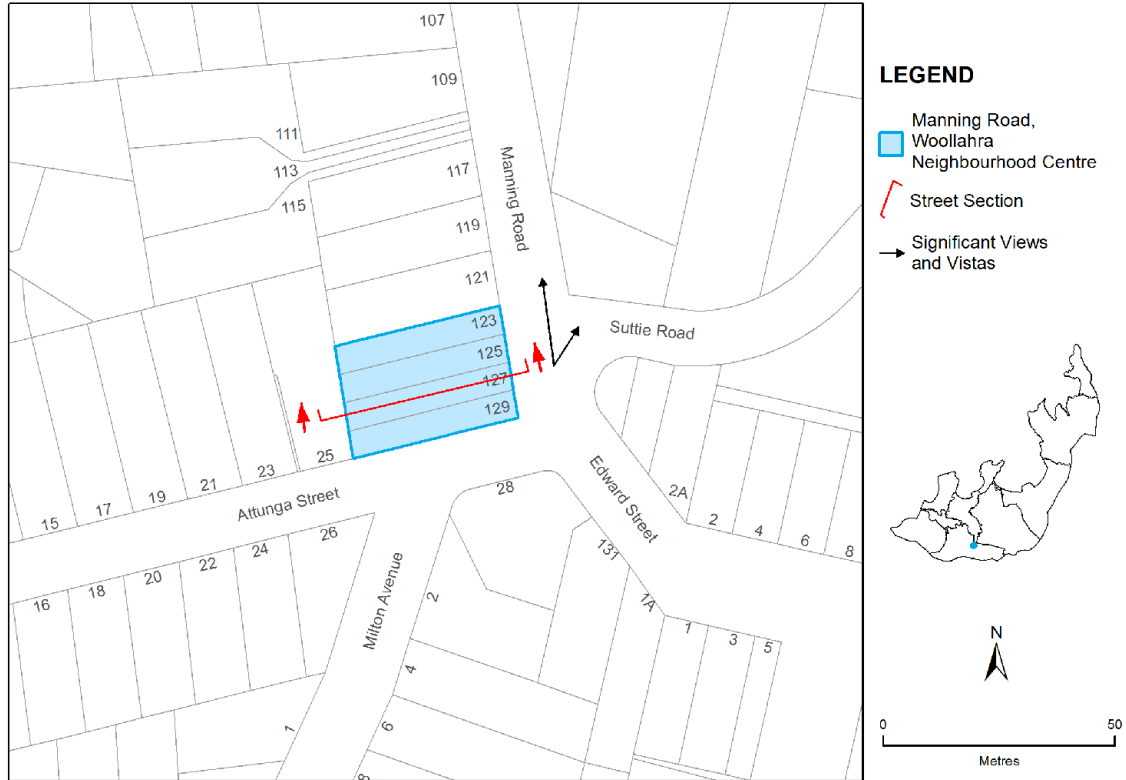 107
109
111
113
115
117
119
121
Manning Road
123
125
127
129
Suttie Road
15
17
19
21
23
25
Attunga Street
28
Edward Street
2A
2
4
6
8
16
18
20
22
24
26
Milton Avenue
131
1A
1
3
5
2
4
6
8
1
LEGEND
Manning Road,
Woollahra
Neighbourhood Centre
Street Section
Significant Views
and Vistas
N
0
50
Metres